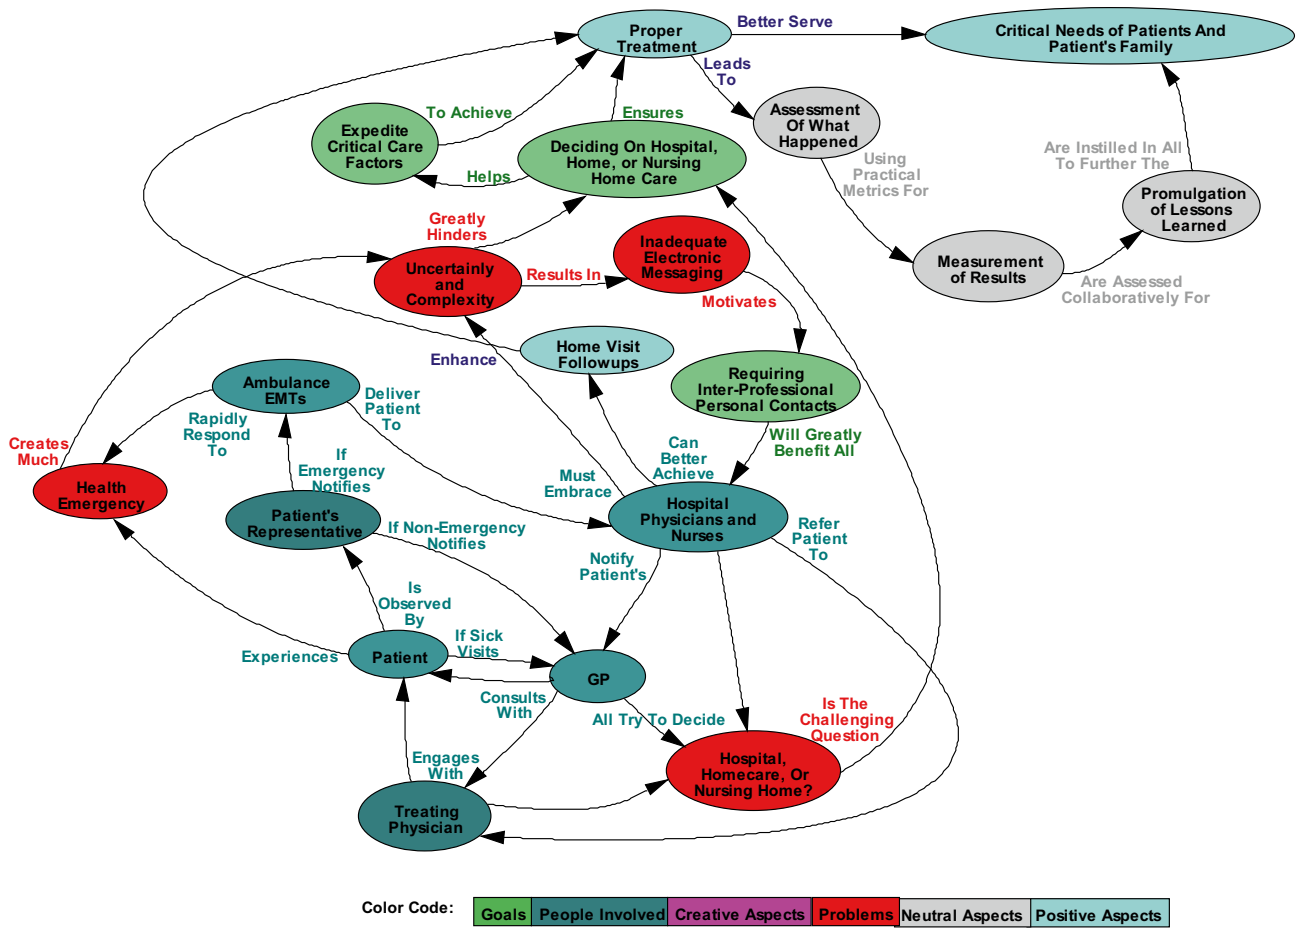 Proper
Treatment
Better Serve
Critical Needs of Patients And
Patient's Family
Leads
To
Assessment
Of What
Happened
To Achieve
Expedite
Critical Care
Factors
Ensures
Deciding On Hospital,
Home, or Nursing
Home Care
Helps
Using
Practical
Metrics For
Are Instilled In All
To Further The
Promulgation
of Lessons
Learned
Measurement
of Results
Are Assessed
Collaboratively For
Greatly
Hinders
Uncertainly
and
Complexity
Results In
Inadequate
Electronic
Messaging
Motivates
Enhance
Home Visit
Followups
Requiring
Inter-Professional
Personal Contacts
Will Greatly
Benefit All
Ambulance
EMTs
Deliver
Patient
To
Rapidly
Respond
To
Creates
Much
Health
Emergency
If
Emergency
Notifies
Patient's
Representative
If Non-Emergency
Notifies
Can
Better
Achieve
Must
Embrace
Hospital
Physicians and
Nurses
Refer
Patient
To
Notify
Patient's
Is
Observed
By
Experiences
Patient
If Sick
Visits
GP
Consults
With
All Try To Decide
Is The
Challenging
Question
Hospital,
Homecare, Or
Nursing Home?
Engages
With
Treating
Physician
Color Code:
Goals
People Involved
Creative Aspects
Problems
Neutral Aspects
Positive Aspects